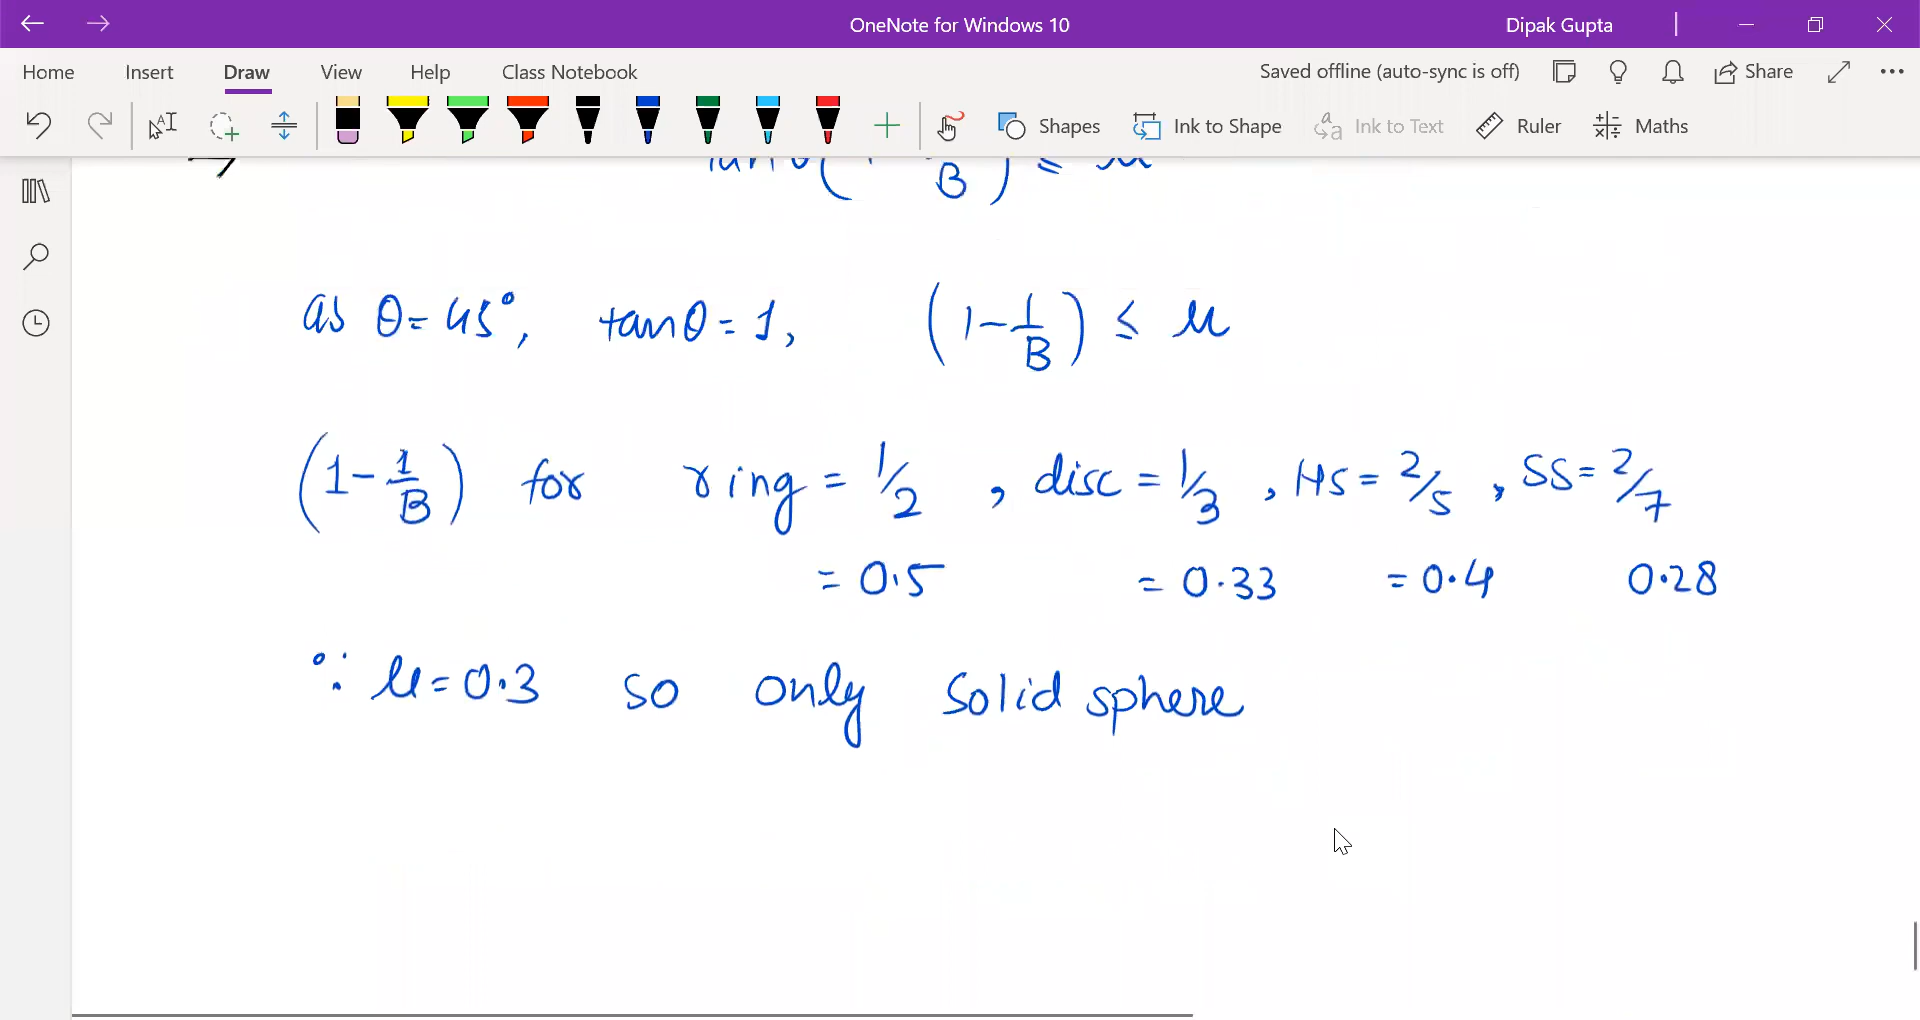 OneNote for Windows 10
Dipak Gupta
Home Insert Draw View Help Class Notebook
Saved offline (auto-sync is off) Share
Shapes Ink to Shape Ink to Text Ruler Maths
B ) ≤ μ
as θ = 45°, tanθ = 1, (1 - 1/B) ≤ μ
(1 - 1/B) for ring = 1/2 , disc = 1/3 , HS = 2/5 , SS = 2/7
= 0.5 = 0.33 = 0.4 0.28
∵ μ = 0.3 so only solid sphere